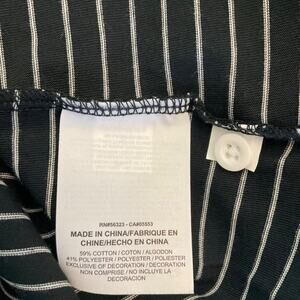 RN#56323 - CA#05553
MADE IN CHINA/FABRIQUE EN
CHINE/HECHO EN CHINA
59% COTTON / COTON / ALGODON
41% POLYESTER / POLYESTER / POLIESTER
EXCLUSIVE OF DECORATION / DECORATION
NON COMPRISE / NO INCLUYE LA
DECORACION